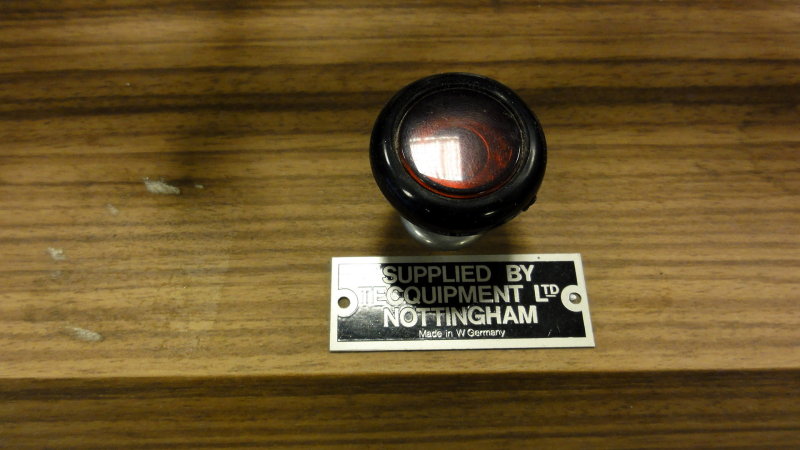 SUPPLIED BY
TECQUIPMENT LTD
NOTTINGHAM
Made in W Germany